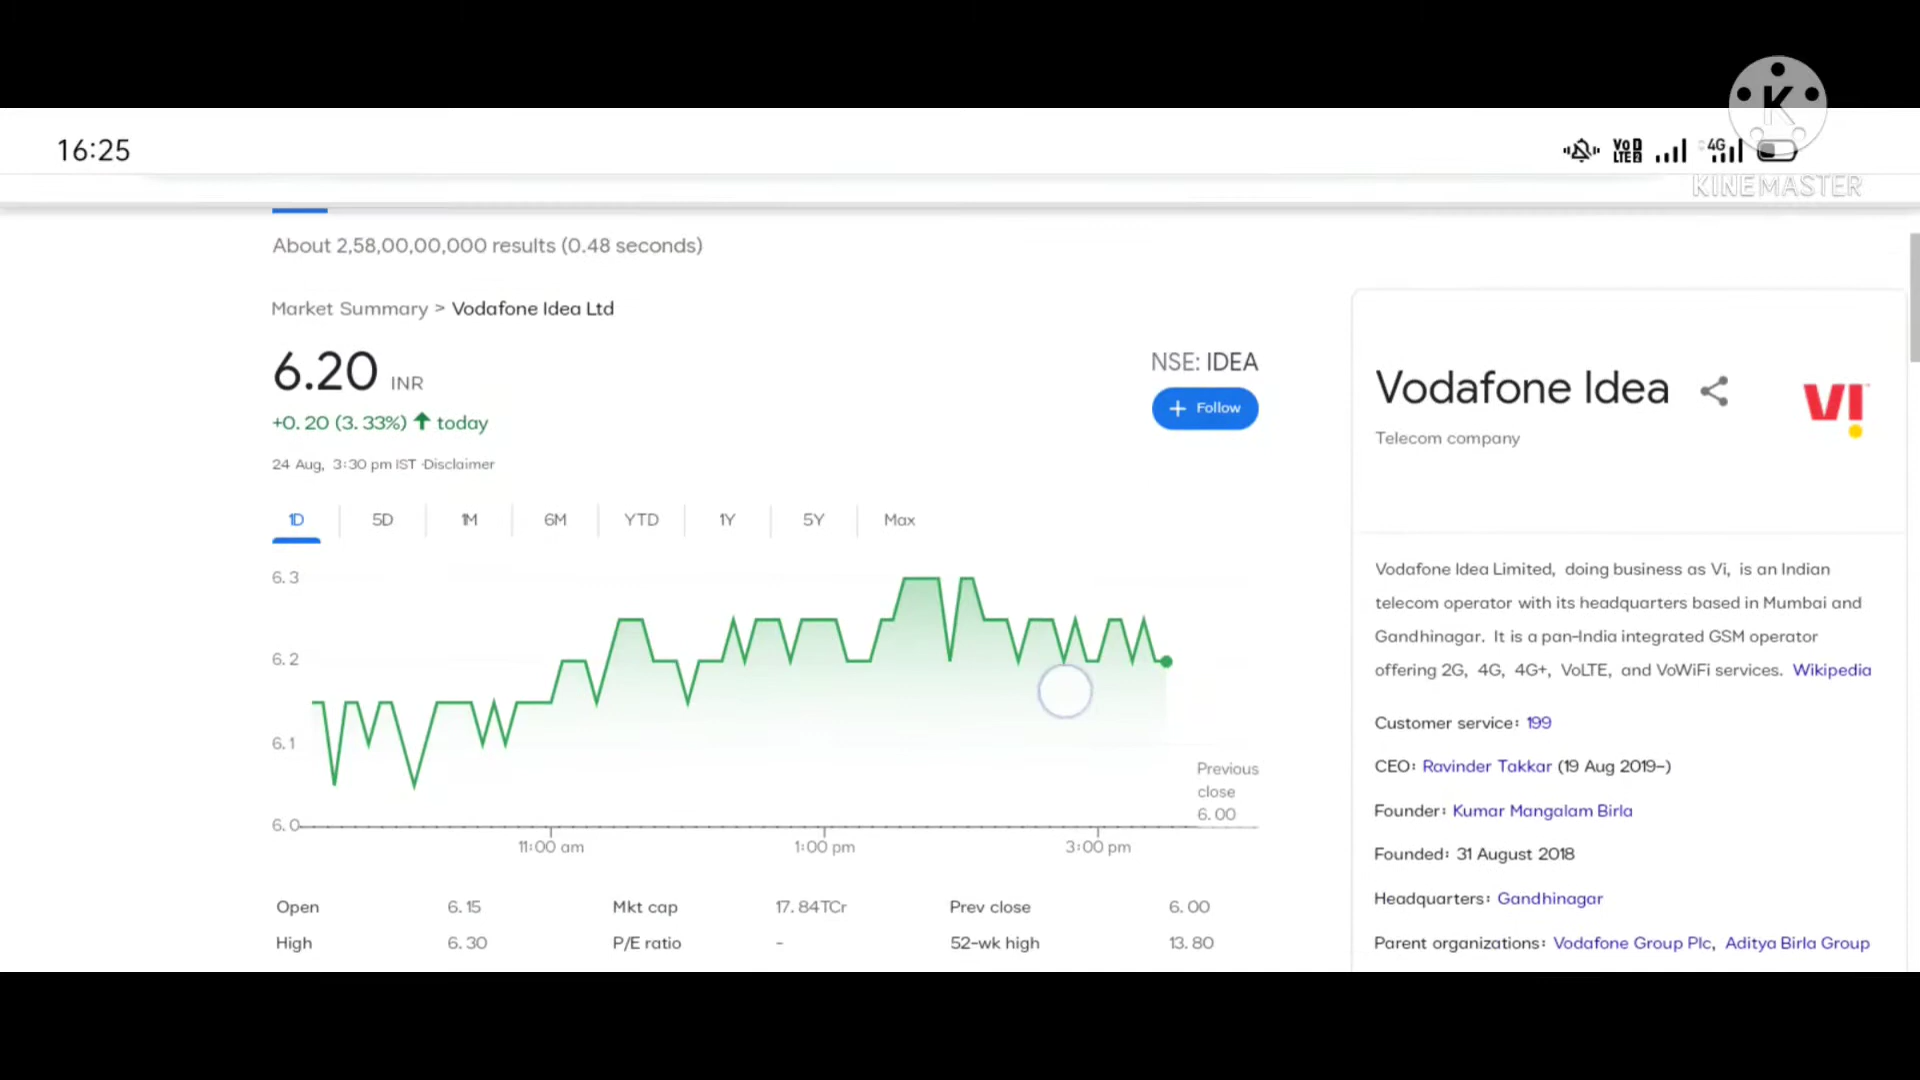 16:25
Vo LTE 2
4G
K
KINEMASTER
About 2,58,00,00,000 results (0.48 seconds)
Market Summary > Vodafone Idea Ltd
6.20 INR
+0.20 (3.33%) ↑ today
24 Aug, 3:30 pm IST · Disclaimer
NSE: IDEA
+ Follow
1D 5D 1M 6M YTD 1Y 5Y Max
6.3
6.2
6.1
6.0
Previous
close
6.00
11:00 am 1:00 pm 3:00 pm
Open 6.15 Mkt cap 17.84TCr Prev close 6.00
High 6.30 P/E ratio - 52-wk high 13.80
Vodafone Idea
VI
Telecom company
Vodafone Idea Limited, doing business as Vi, is an Indian
telecom operator with its headquarters based in Mumbai and
Gandhinagar. It is a pan-India integrated GSM operator
offering 2G, 4G, 4G+, VoLTE, and VoWiFi services. Wikipedia
Customer service: 199
CEO: Ravinder Takkar (19 Aug 2019–)
Founder: Kumar Mangalam Birla
Founded: 31 August 2018
Headquarters: Gandhinagar
Parent organizations: Vodafone Group Plc, Aditya Birla Group